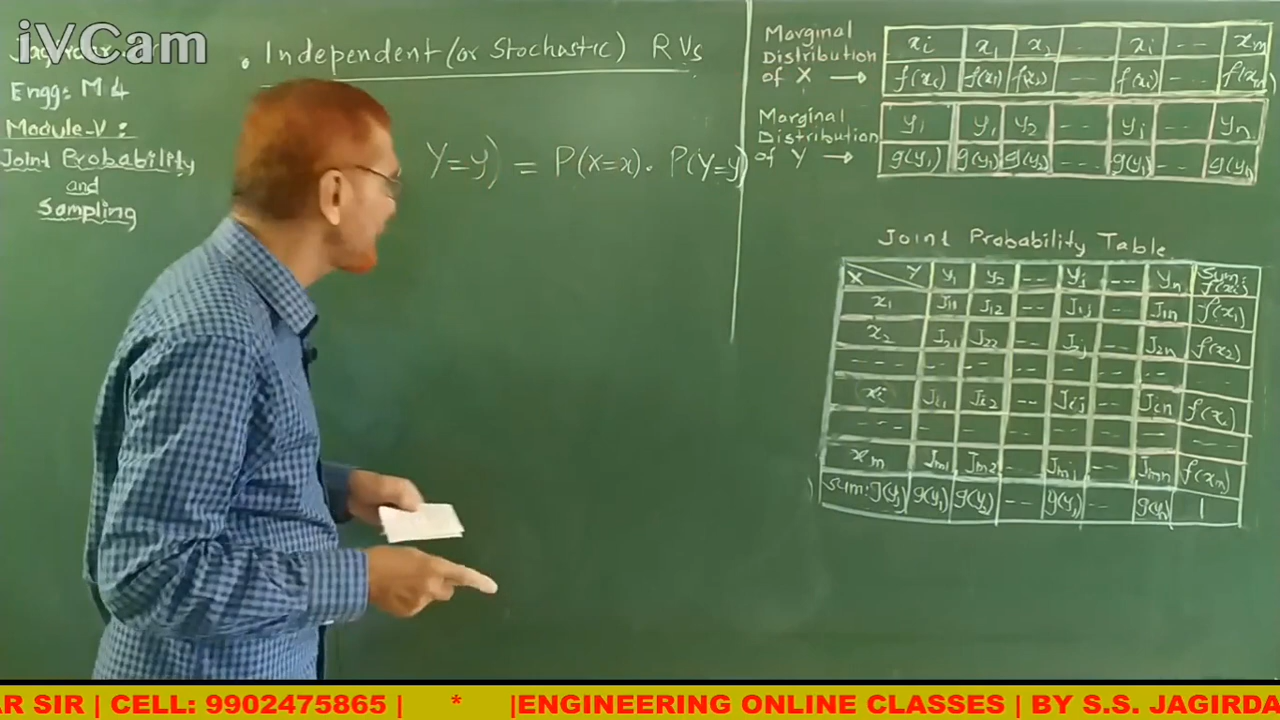 iVCam
Jagirdar
Engg: M4
Module-V:
Joint Probability
and
Sampling
• Independent (or Stochastic) RVs
Y=y) = P(X=x) · P(Y=y)
Marginal
Distribution
of X →
xi x1 x2 -- xi -- xm
f(xi) f(x1) f(x2) -- f(xi) -- f(xm)
Marginal
Distribution
of Y →
yj y1 y2 -- yj -- yn
g(yj) g(y1) g(y2) -- g(yj) -- g(yn)
Joint Probability Table
X Y y1 y2 -- yj -- yn Sum: f(xi)
x1 J11 J12 -- J1j -- J1n f(x1)
x2 J21 J22 -- J2j -- J2n f(x2)
-- -- -- -- -- -- -- --
xi Ji1 Ji2 -- Jij -- Jin f(xi)
--- -- -- -- -- -- -- ---
xm Jm1 Jm2 -- Jmj -- Jmn f(xm)
Sum: g(yj) g(y1) g(y2) -- g(yj) -- g(yn) 1
AR SIR | CELL: 9902475865 | * |ENGINEERING ONLINE CLASSES | BY S.S. JAGIRDA